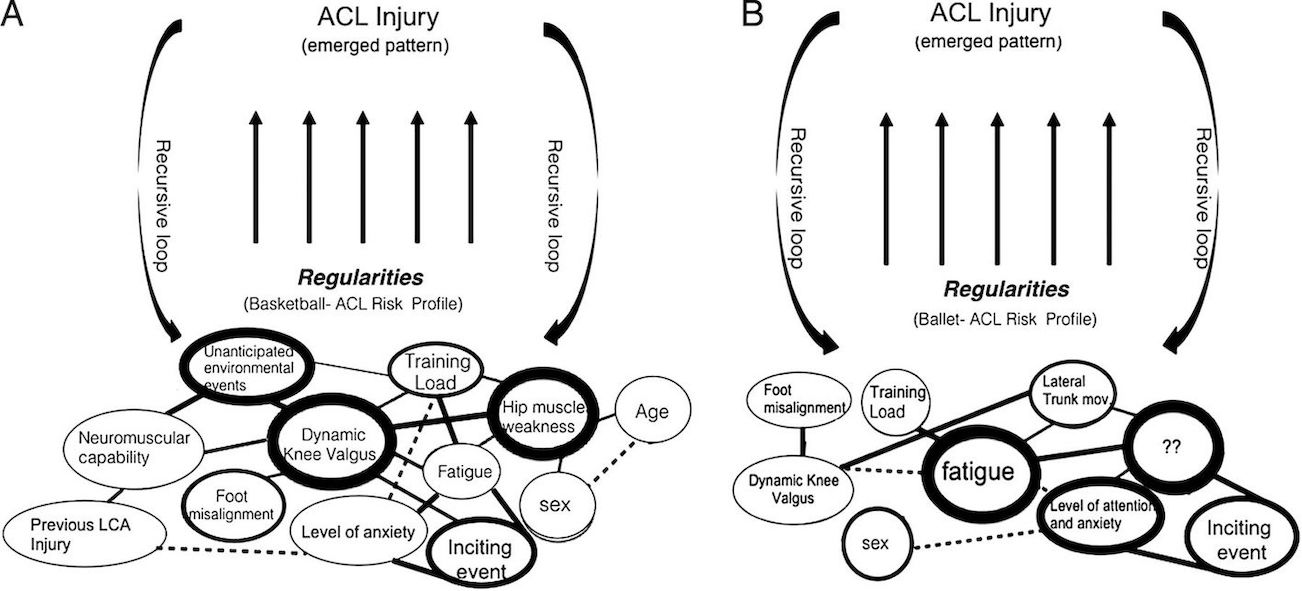 A
ACL Injury
(emerged pattern)
Recursive loop
Recursive loop
Regularities
(Basketball- ACL Risk Profile)
Unanticipated
environmental
events
Training
Load
Hip muscle
weakness
Age
Neuromuscular
capability
Dynamic
Knee Valgus
Fatigue
Foot
misalignment
sex
Previous LCA
Injury
Level of anxiety
Inciting
event
B
ACL Injury
(emerged pattern)
Recursive loop
Recursive loop
Regularities
(Ballet- ACL Risk Profile)
Foot
misalignment
Training
Load
Lateral
Trunk mov.
??
Dynamic Knee
Valgus
fatigue
Level of attention
and anxiety
sex
Inciting
event